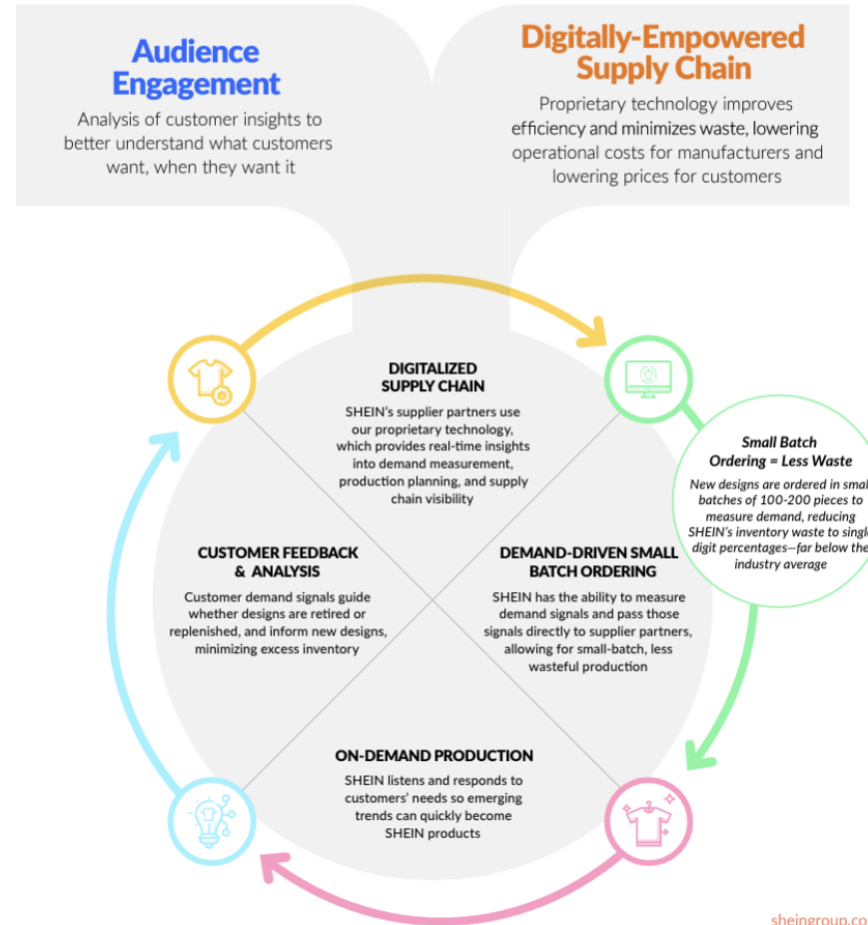 Audience
Engagement
Analysis of customer insights to
better understand what customers
want, when they want it
Digitally-Empowered
Supply Chain
Proprietary technology improves
efficiency and minimizes waste, lowering
operational costs for manufacturers and
lowering prices for customers
DIGITALIZED
SUPPLY CHAIN
SHEIN's supplier partners use
our proprietary technology,
which provides real-time insights
into demand measurement,
production planning, and supply
chain visibility
Small Batch
Ordering = Less Waste
New designs are ordered in smal
batches of 100-200 pieces to
measure demand, reducing
SHEIN's inventory waste to single
digit percentages—far below the
industry average
CUSTOMER FEEDBACK
& ANALYSIS
Customer demand signals guide
whether designs are retired or
replenished, and inform new designs,
minimizing excess inventory
DEMAND-DRIVEN SMALL
BATCH ORDERING
SHEIN has the ability to measure
demand signals and pass those
signals directly to supplier partners,
allowing for small-batch, less
wasteful production
ON-DEMAND PRODUCTION
SHEIN listens and responds to
customers' needs so emerging
trends can quickly become
SHEIN products
sheingroup.co